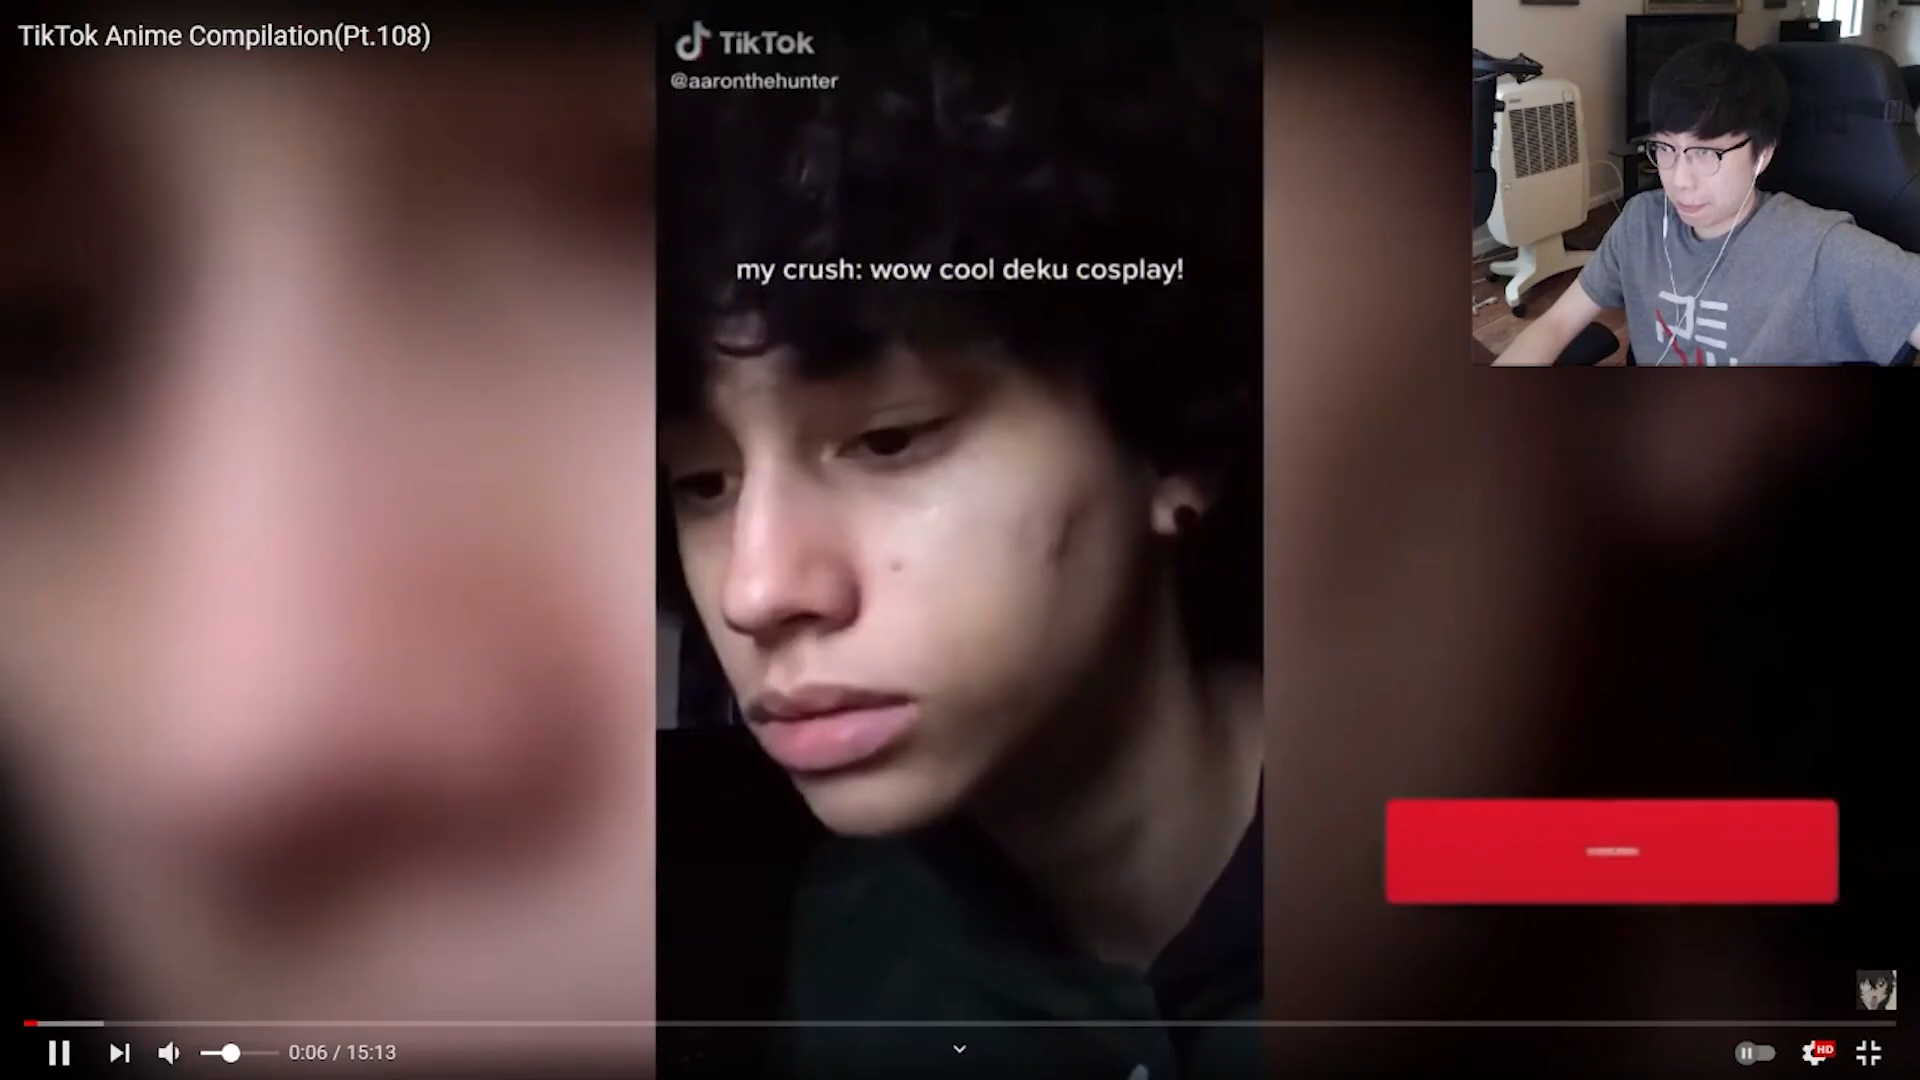 TikTok Anime Compilation(Pt.108)
TikTok
@aaronthehunter
my crush: wow cool deku cosplay!
0:06 / 15:13
HD